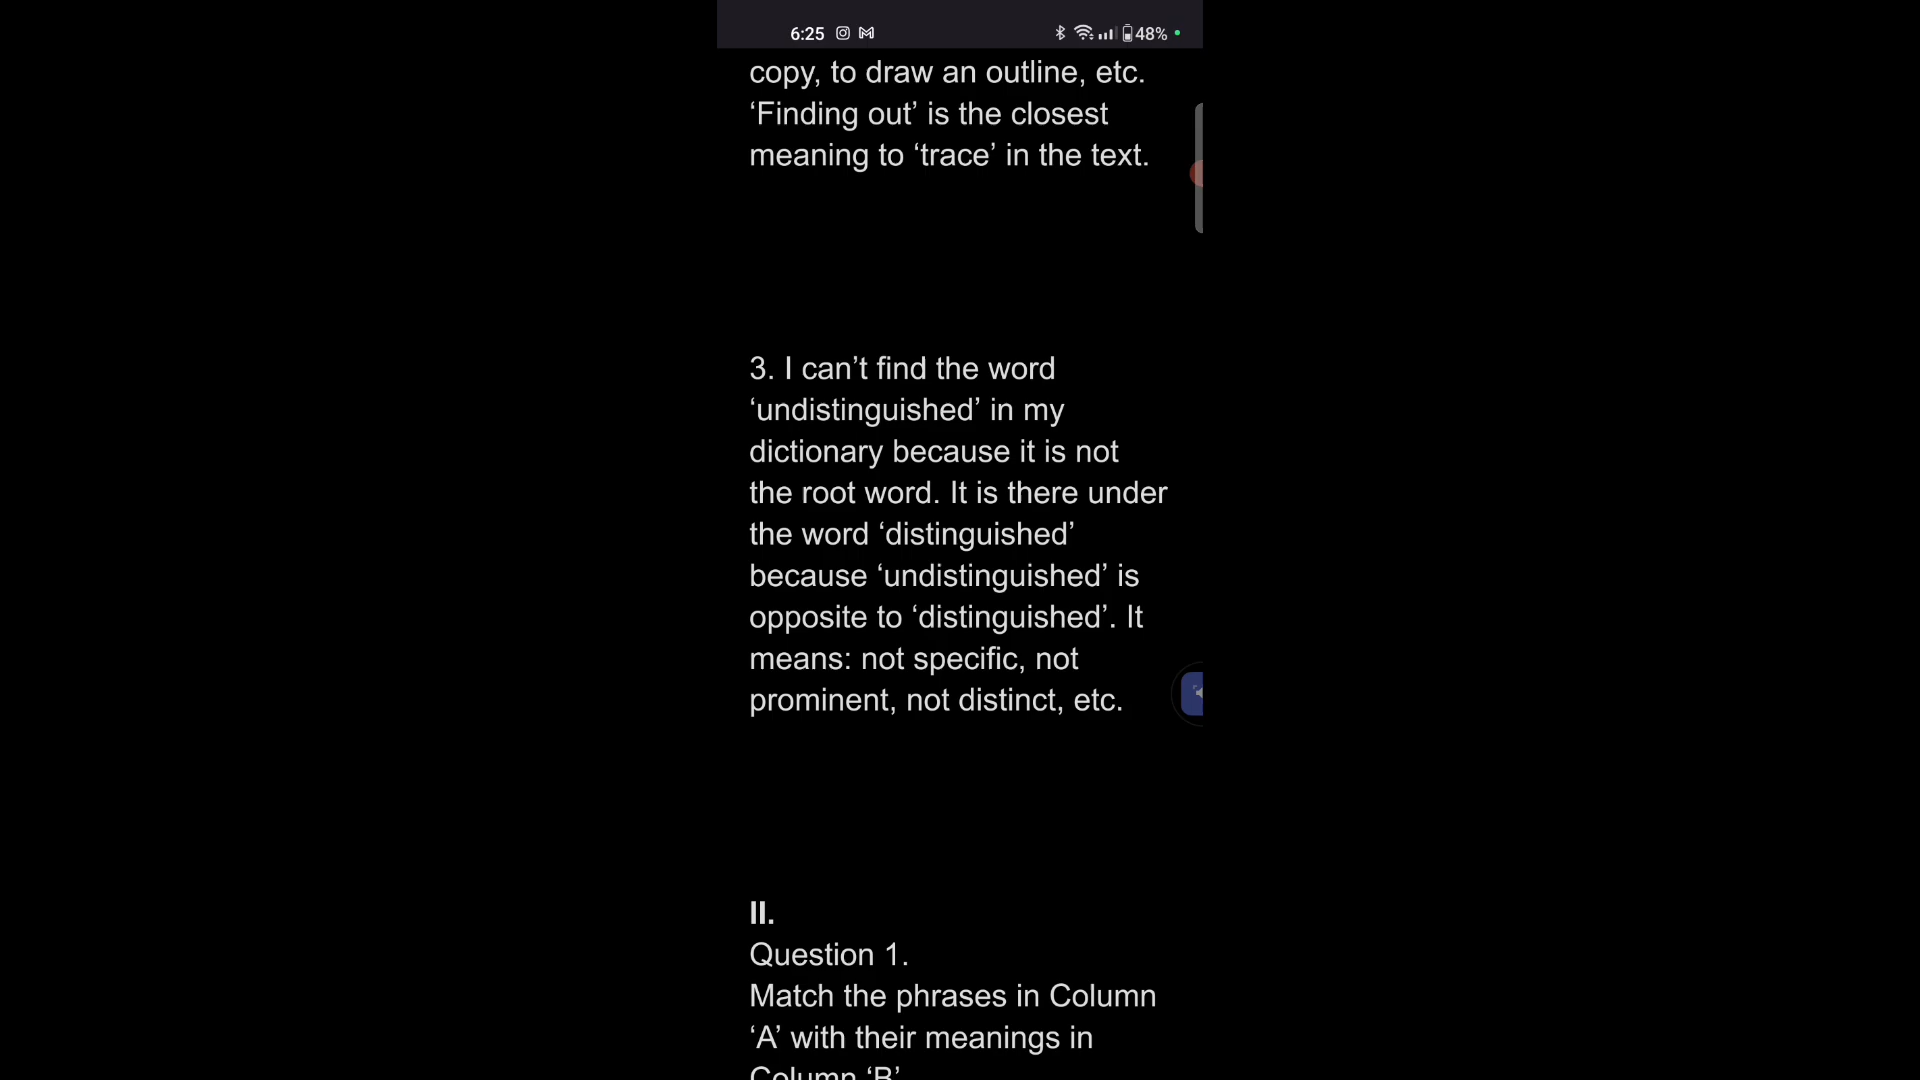 6:25 48%
copy, to draw an outline, etc.
‘Finding out’ is the closest
meaning to ‘trace’ in the text.
3. I can’t find the word
‘undistinguished’ in my
dictionary because it is not
the root word. It is there under
the word ‘distinguished’
because ‘undistinguished’ is
opposite to ‘distinguished’. It
means: not specific, not
prominent, not distinct, etc.
II.
Question 1.
Match the phrases in Column
‘A’ with their meanings in
Column ‘B’